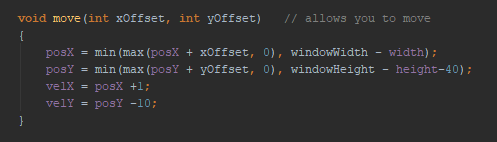 void move(int xOffset, int yOffset)   // allows you to move
{
    posX = min(max(posX + xOffset, 0), windowWidth - width);
    posY = min(max(posY + yOffset, 0), windowHeight - height-40);
    velX = posX +1;
    velY = posY -10;
}